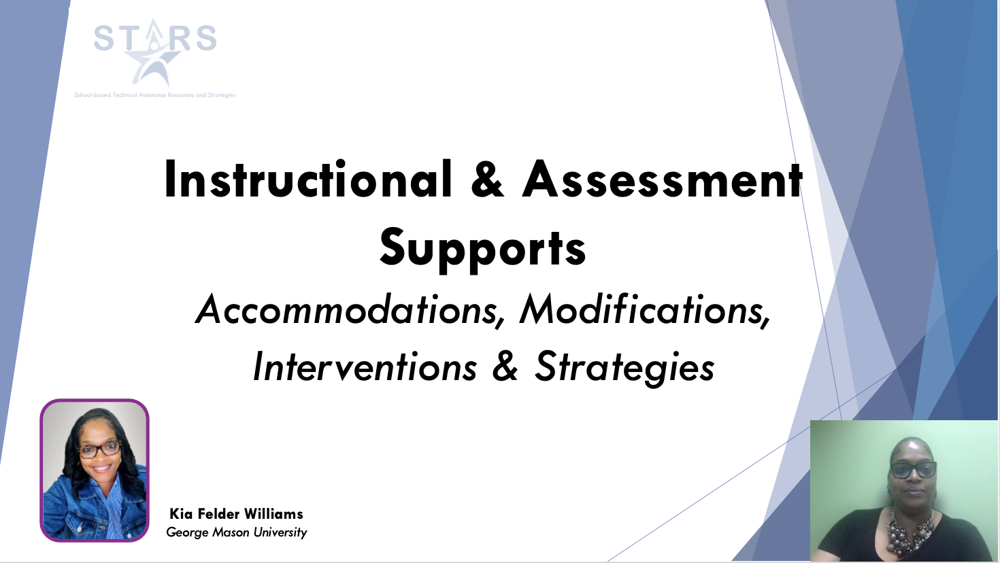 STARS
School-based Technical Assistance Resources and Strategies
Instructional & Assessment
Supports
Accommodations, Modifications,
Interventions & Strategies
Kia Felder Williams
George Mason University